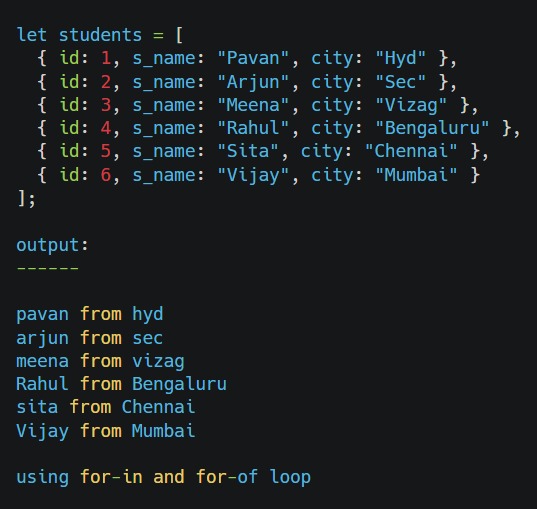 let students = [
  { id: 1, s_name: "Pavan", city: "Hyd" },
  { id: 2, s_name: "Arjun", city: "Sec" },
  { id: 3, s_name: "Meena", city: "Vizag" },
  { id: 4, s_name: "Rahul", city: "Bengaluru" },
  { id: 5, s_name: "Sita", city: "Chennai" },
  { id: 6, s_name: "Vijay", city: "Mumbai" }
];
output:
------
pavan from hyd
arjun from sec
meena from vizag
Rahul from Bengaluru
sita from Chennai
Vijay from Mumbai
using for-in and for-of loop